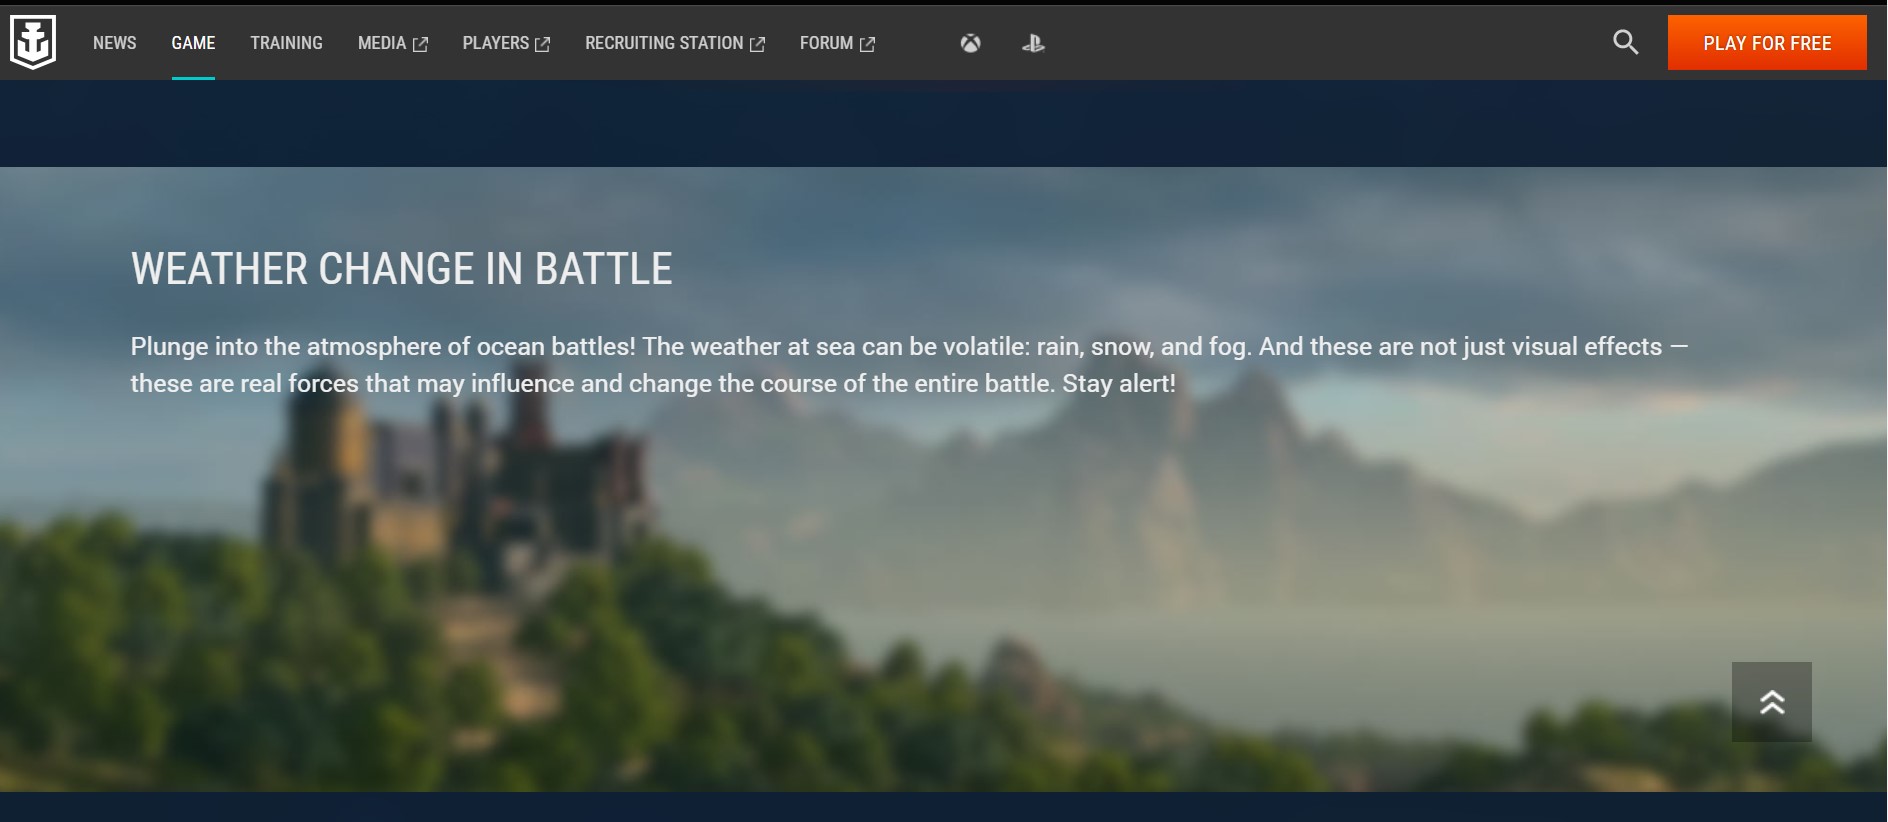 NEWS GAME TRAINING MEDIA PLAYERS RECRUITING STATION FORUM PLAY FOR FREE
WEATHER CHANGE IN BATTLE
Plunge into the atmosphere of ocean battles! The weather at sea can be volatile: rain, snow, and fog. And these are not just visual effects —
these are real forces that may influence and change the course of the entire battle. Stay alert!